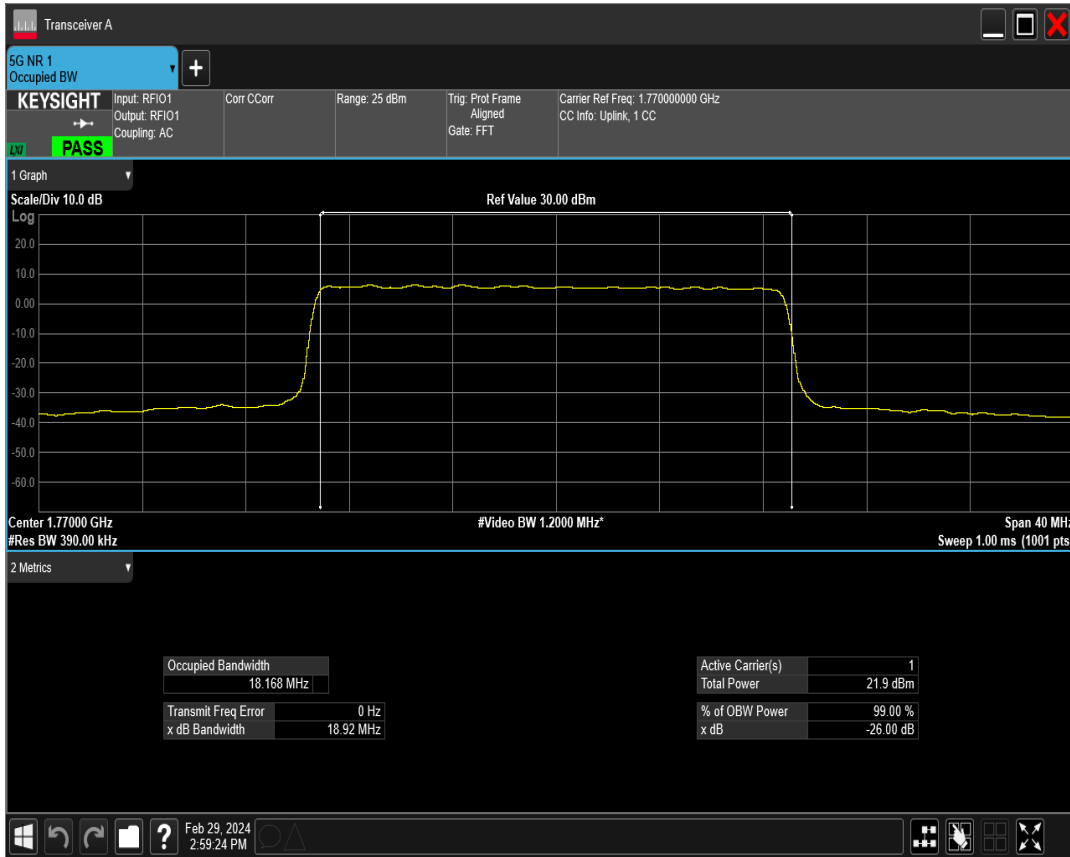 Transceiver A
5G NR 1
Occupied BW
+
KEYSIGHT
LXI
PASS
Input: RFIO1
Output: RFIO1
Coupling: AC
Corr CCorr
Range: 25 dBm
Trig: Prot Frame
Aligned
Gate: FFT
Carrier Ref Freq: 1.770000000 GHz
CC Info: Uplink, 1 CC
1 Graph
Scale/Div 10.0 dB
Ref Value 30.00 dBm
Log
20.0
10.0
0.00
-10.0
-20.0
-30.0
-40.0
-50.0
-60.0
Center 1.77000 GHz
#Video BW 1.2000 MHz*
Span 40 MHz
#Res BW 390.00 kHz
Sweep 1.00 ms (1001 pts
2 Metrics
Occupied Bandwidth
18.168 MHz
Transmit Freq Error 0 Hz
x dB Bandwidth 18.92 MHz
Active Carrier(s) 1
Total Power 21.9 dBm
% of OBW Power 99.00 %
x dB -26.00 dB
?
Feb 29, 2024
2:59:24 PM